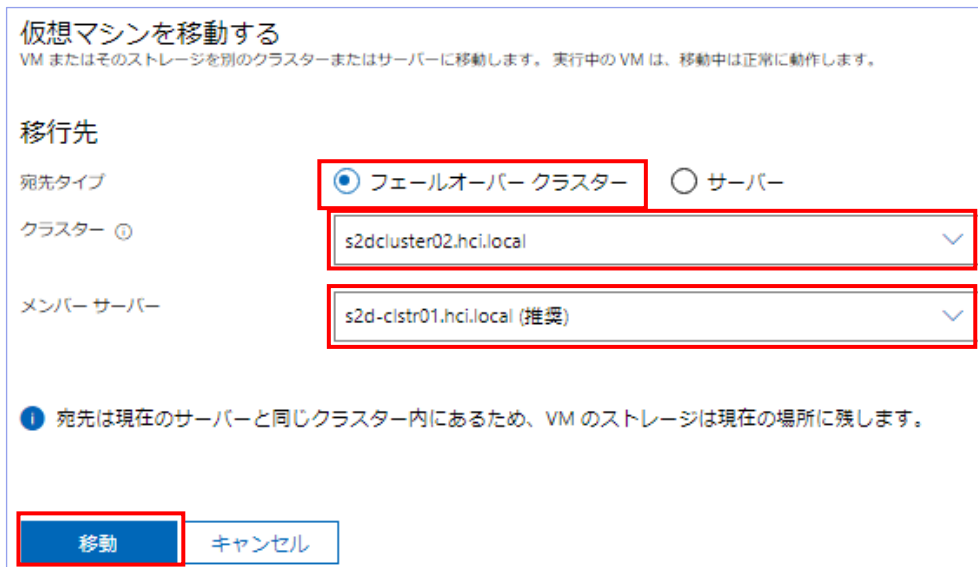 仮想マシンを移動する
VM またはそのストレージを別のクラスターまたはサーバーに移動します。 実行中の VM は、移動中は正常に動作します。
移行先
宛先タイプ
フェールオーバー クラスター
サーバー
クラスター
s2dcluster02.hci.local
メンバー サーバー
s2d-clstr01.hci.local (推奨)
宛先は現在のサーバーと同じクラスター内にあるため、VM のストレージは現在の場所に残します。
移動
キャンセル